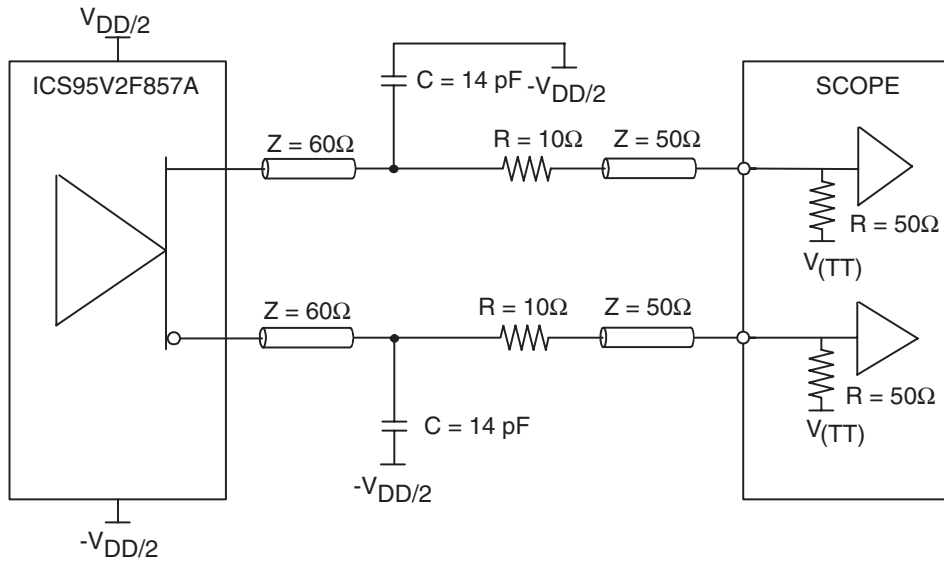 VDD/2
ICS95V2F857A
C = 14 pF
-VDD/2
SCOPE
Z = 60Ω
R = 10Ω
Z = 50Ω
R = 50Ω
V(TT)
Z = 60Ω
R = 10Ω
Z = 50Ω
R = 50Ω
V(TT)
C = 14 pF
-VDD/2
-VDD/2